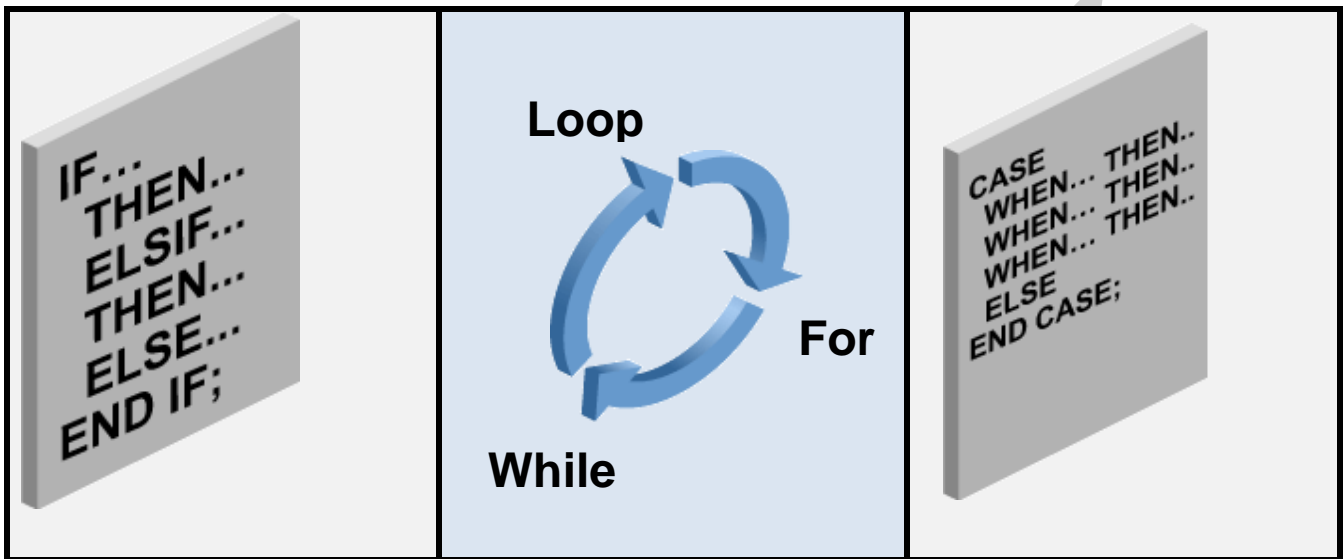 IF...
THEN...
ELSIF...
THEN...
ELSE...
END IF;
Loop
For
While
CASE
WHEN... THEN..
WHEN... THEN..
WHEN... THEN..
ELSE
END CASE;